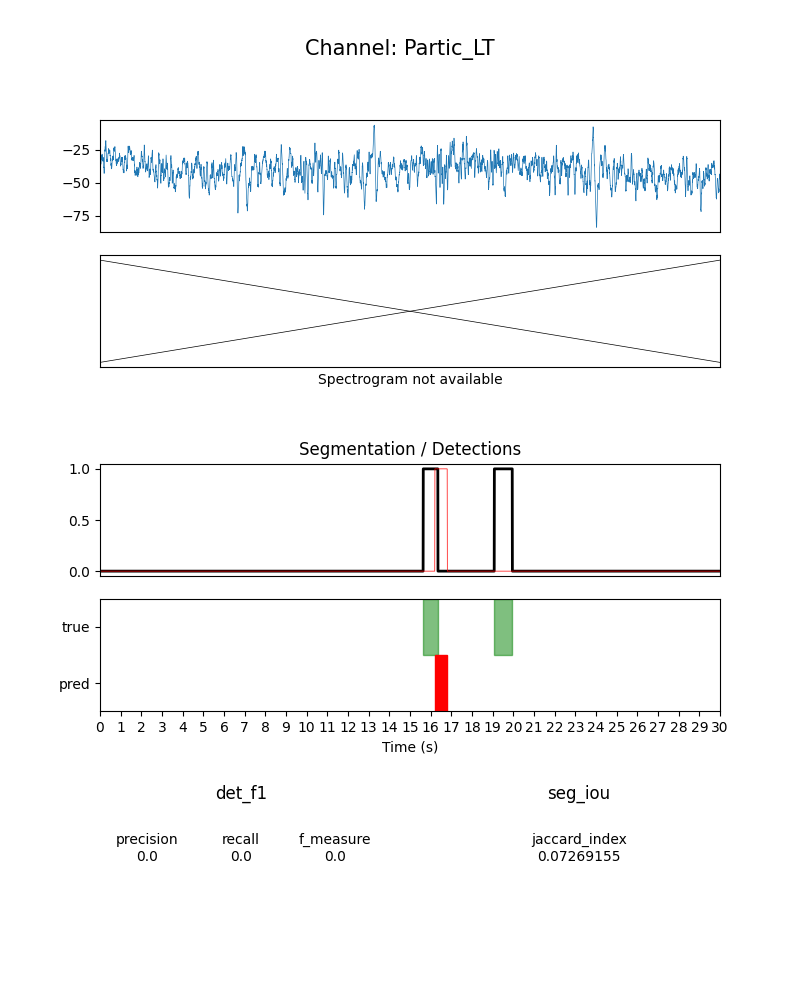 Channel: Partic_LT
−25
−50
−75
Spectrogram not available
Segmentation / Detections
1.0
0.5
0.0
true
pred
0 1 2 3 4 5 6 7 8 9 10 11 12 13 14 15 16 17 18 19 20 21 22 23 24 25 26 27 28 29 30
Time (s)
det_f1 seg_iou
precision recall f_measure jaccard_index
0.0 0.0 0.0 0.07269155